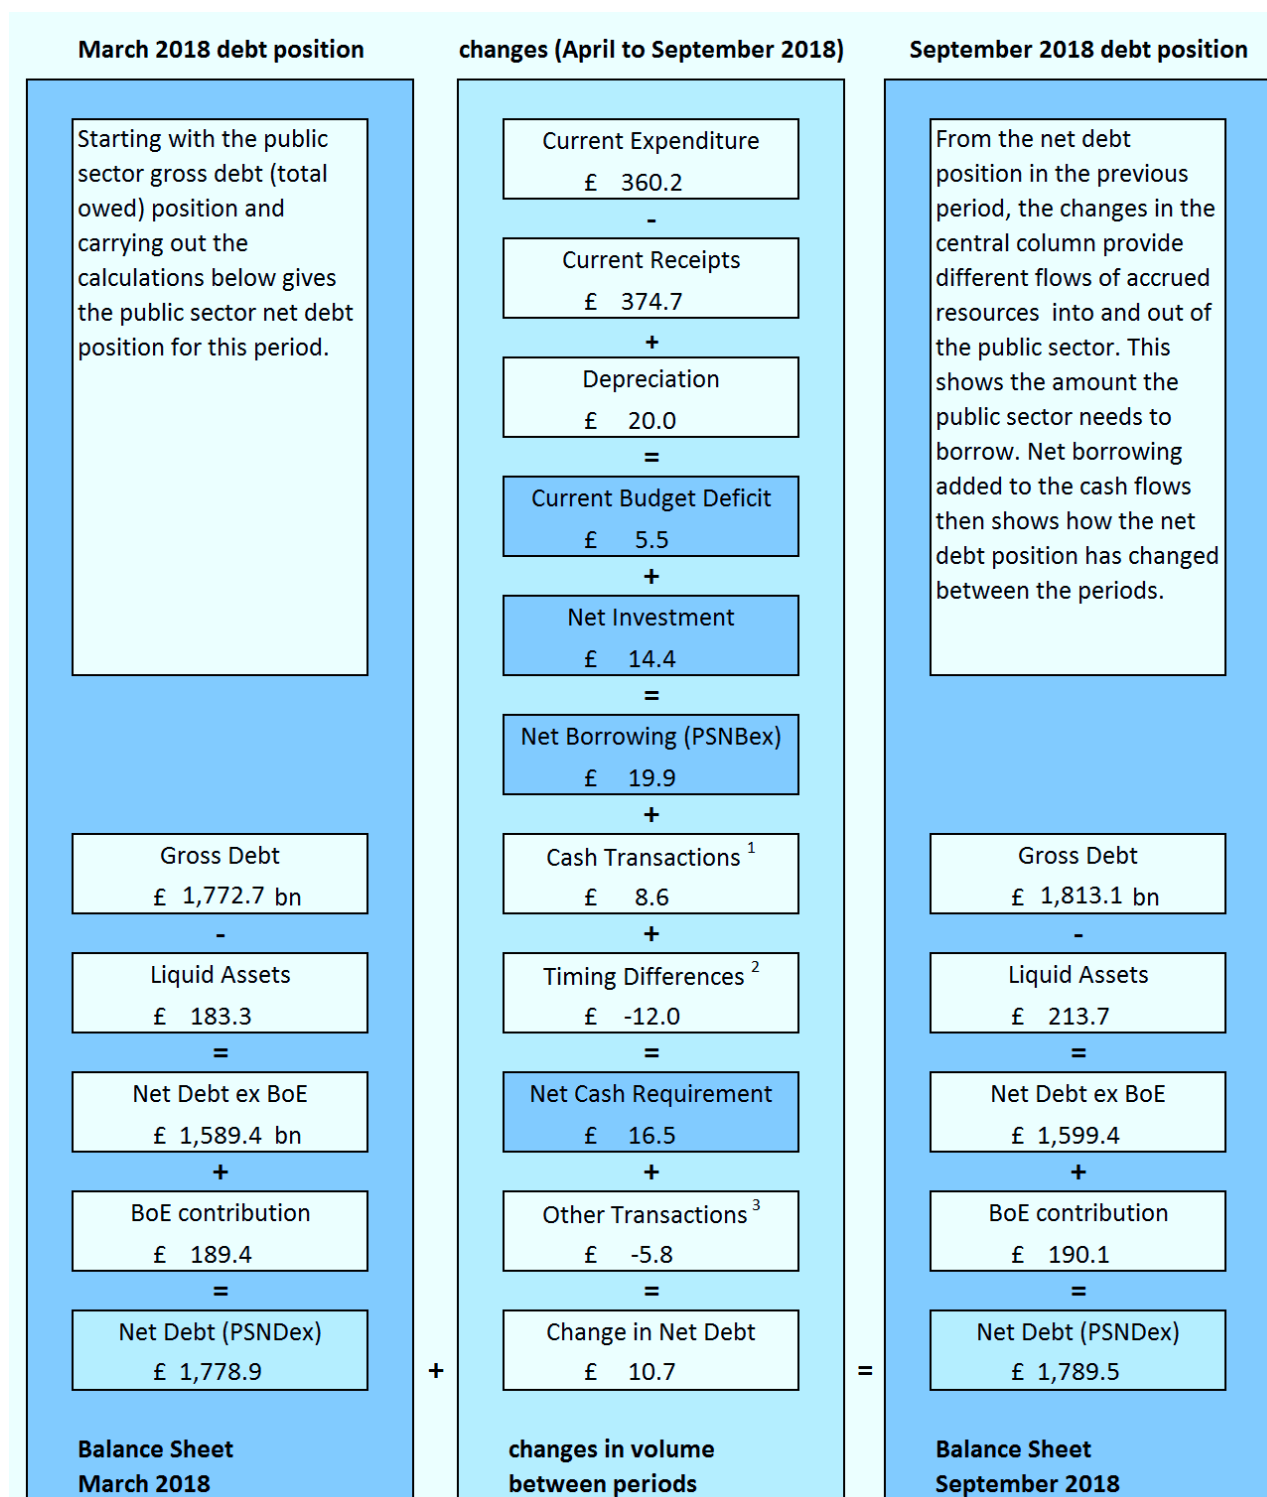 March 2018 debt position
Starting with the public
sector gross debt (total
owed) position and
carrying out the
calculations below gives
the public sector net debt
position for this period.
Gross Debt
£ 1,772.7 bn
-
Liquid Assets
£ 183.3
=
Net Debt ex BoE
£ 1,589.4 bn
+
BoE contribution
£ 189.4
=
Net Debt (PSNDex)
£ 1,778.9
Balance Sheet
March 2018
+
changes (April to September 2018)
Current Expenditure
£ 360.2
-
Current Receipts
£ 374.7
+
Depreciation
£ 20.0
=
Current Budget Deficit
£ 5.5
+
Net Investment
£ 14.4
=
Net Borrowing (PSNBex)
£ 19.9
+
Cash Transactions 1
£ 8.6
+
Timing Differences 2
£ -12.0
=
Net Cash Requirement
£ 16.5
+
Other Transactions 3
£ -5.8
=
Change in Net Debt
£ 10.7
changes in volume
between periods
=
September 2018 debt position
From the net debt
position in the previous
period, the changes in the
central column provide
different flows of accrued
resources into and out of
the public sector. This
shows the amount the
public sector needs to
borrow. Net borrowing
added to the cash flows
then shows how the net
debt position has changed
between the periods.
Gross Debt
£ 1,813.1 bn
-
Liquid Assets
£ 213.7
=
Net Debt ex BoE
£ 1,599.4
+
BoE contribution
£ 190.1
=
Net Debt (PSNDex)
£ 1,789.5
Balance Sheet
September 2018